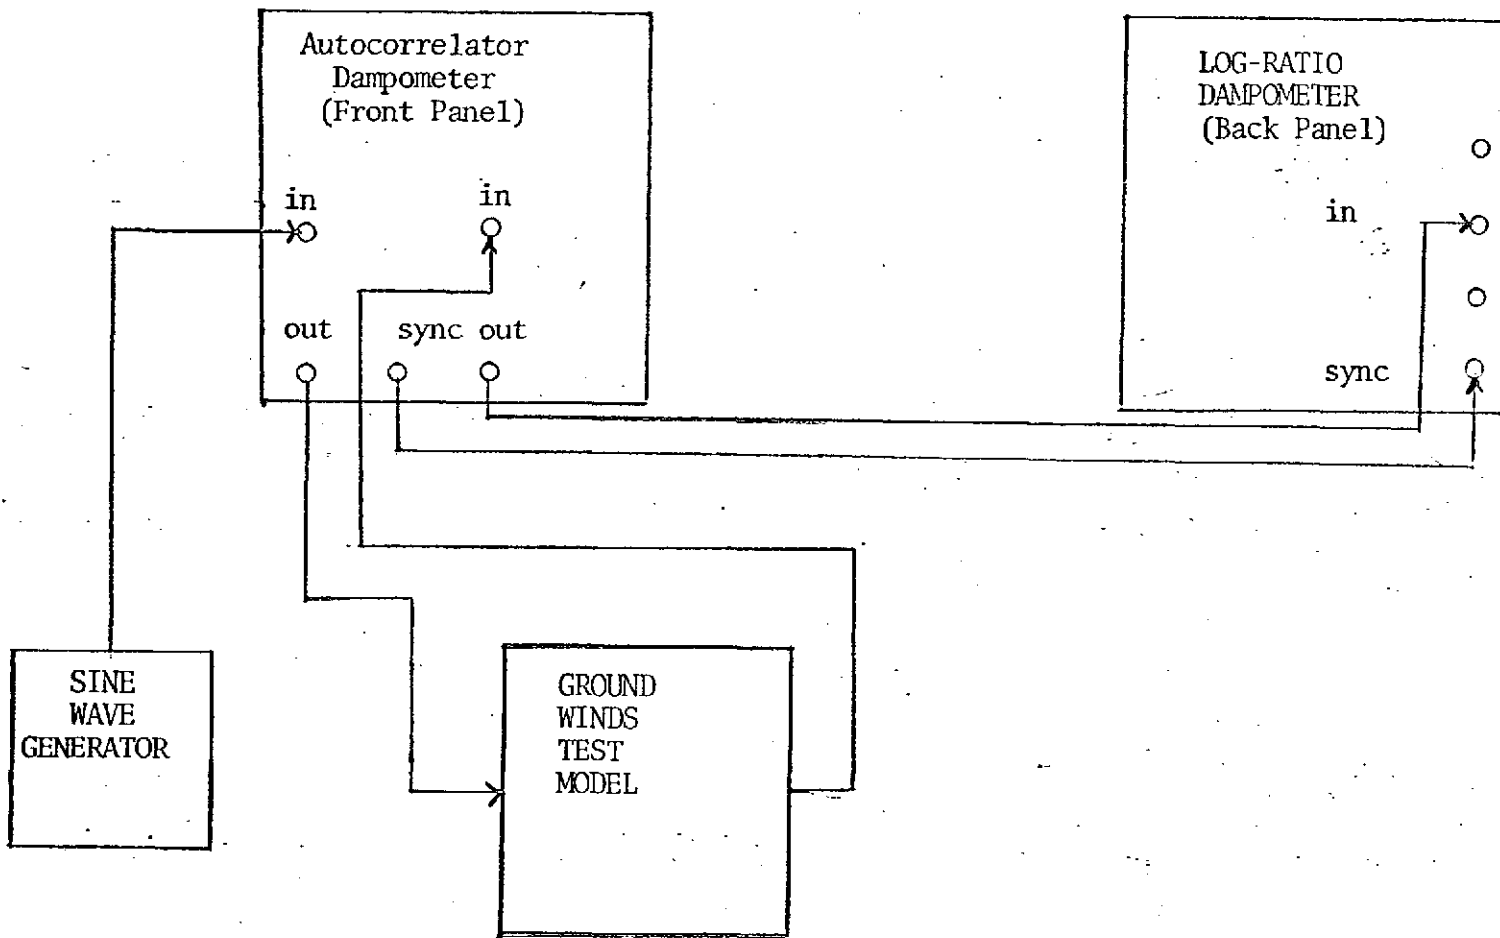 Autocorrelator
Dampometer
(Front Panel)
LOG-RATIO
DAMPOMETER
(Back Panel)
in
in
in
out
sync out
sync
SINE
WAVE
GENERATOR
GROUND
WINDS
TEST
MODEL